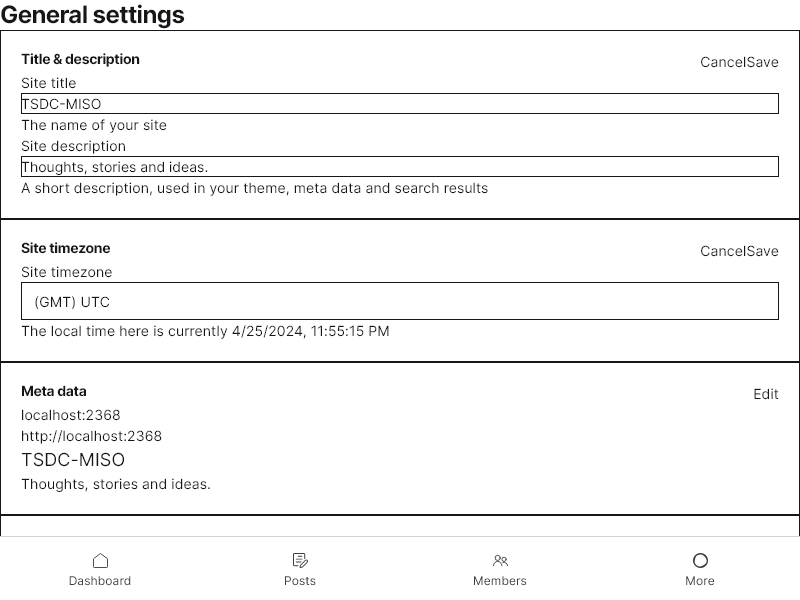 General settings
Title & description
CancelSave
Site title
TSDC-MISO
The name of your site
Site description
Thoughts, stories and ideas.
A short description, used in your theme, meta data and search results
Site timezone
CancelSave
Site timezone
(GMT) UTC
The local time here is currently 4/25/2024, 11:55:15 PM
Meta data
Edit
localhost:2368
http://localhost:2368
TSDC-MISO
Thoughts, stories and ideas.
Dashboard Posts Members More